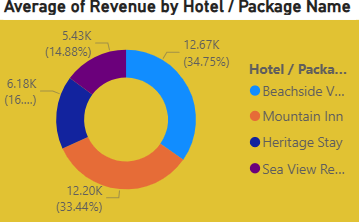 Average of Revenue by Hotel / Package Name
5.43K
(14.88%)
12.67K
(34.75%)
6.18K
(16....)
12.20K
(33.44%)
Hotel / Packa...
Beachside V...
Mountain Inn
Heritage Stay
Sea View Re...